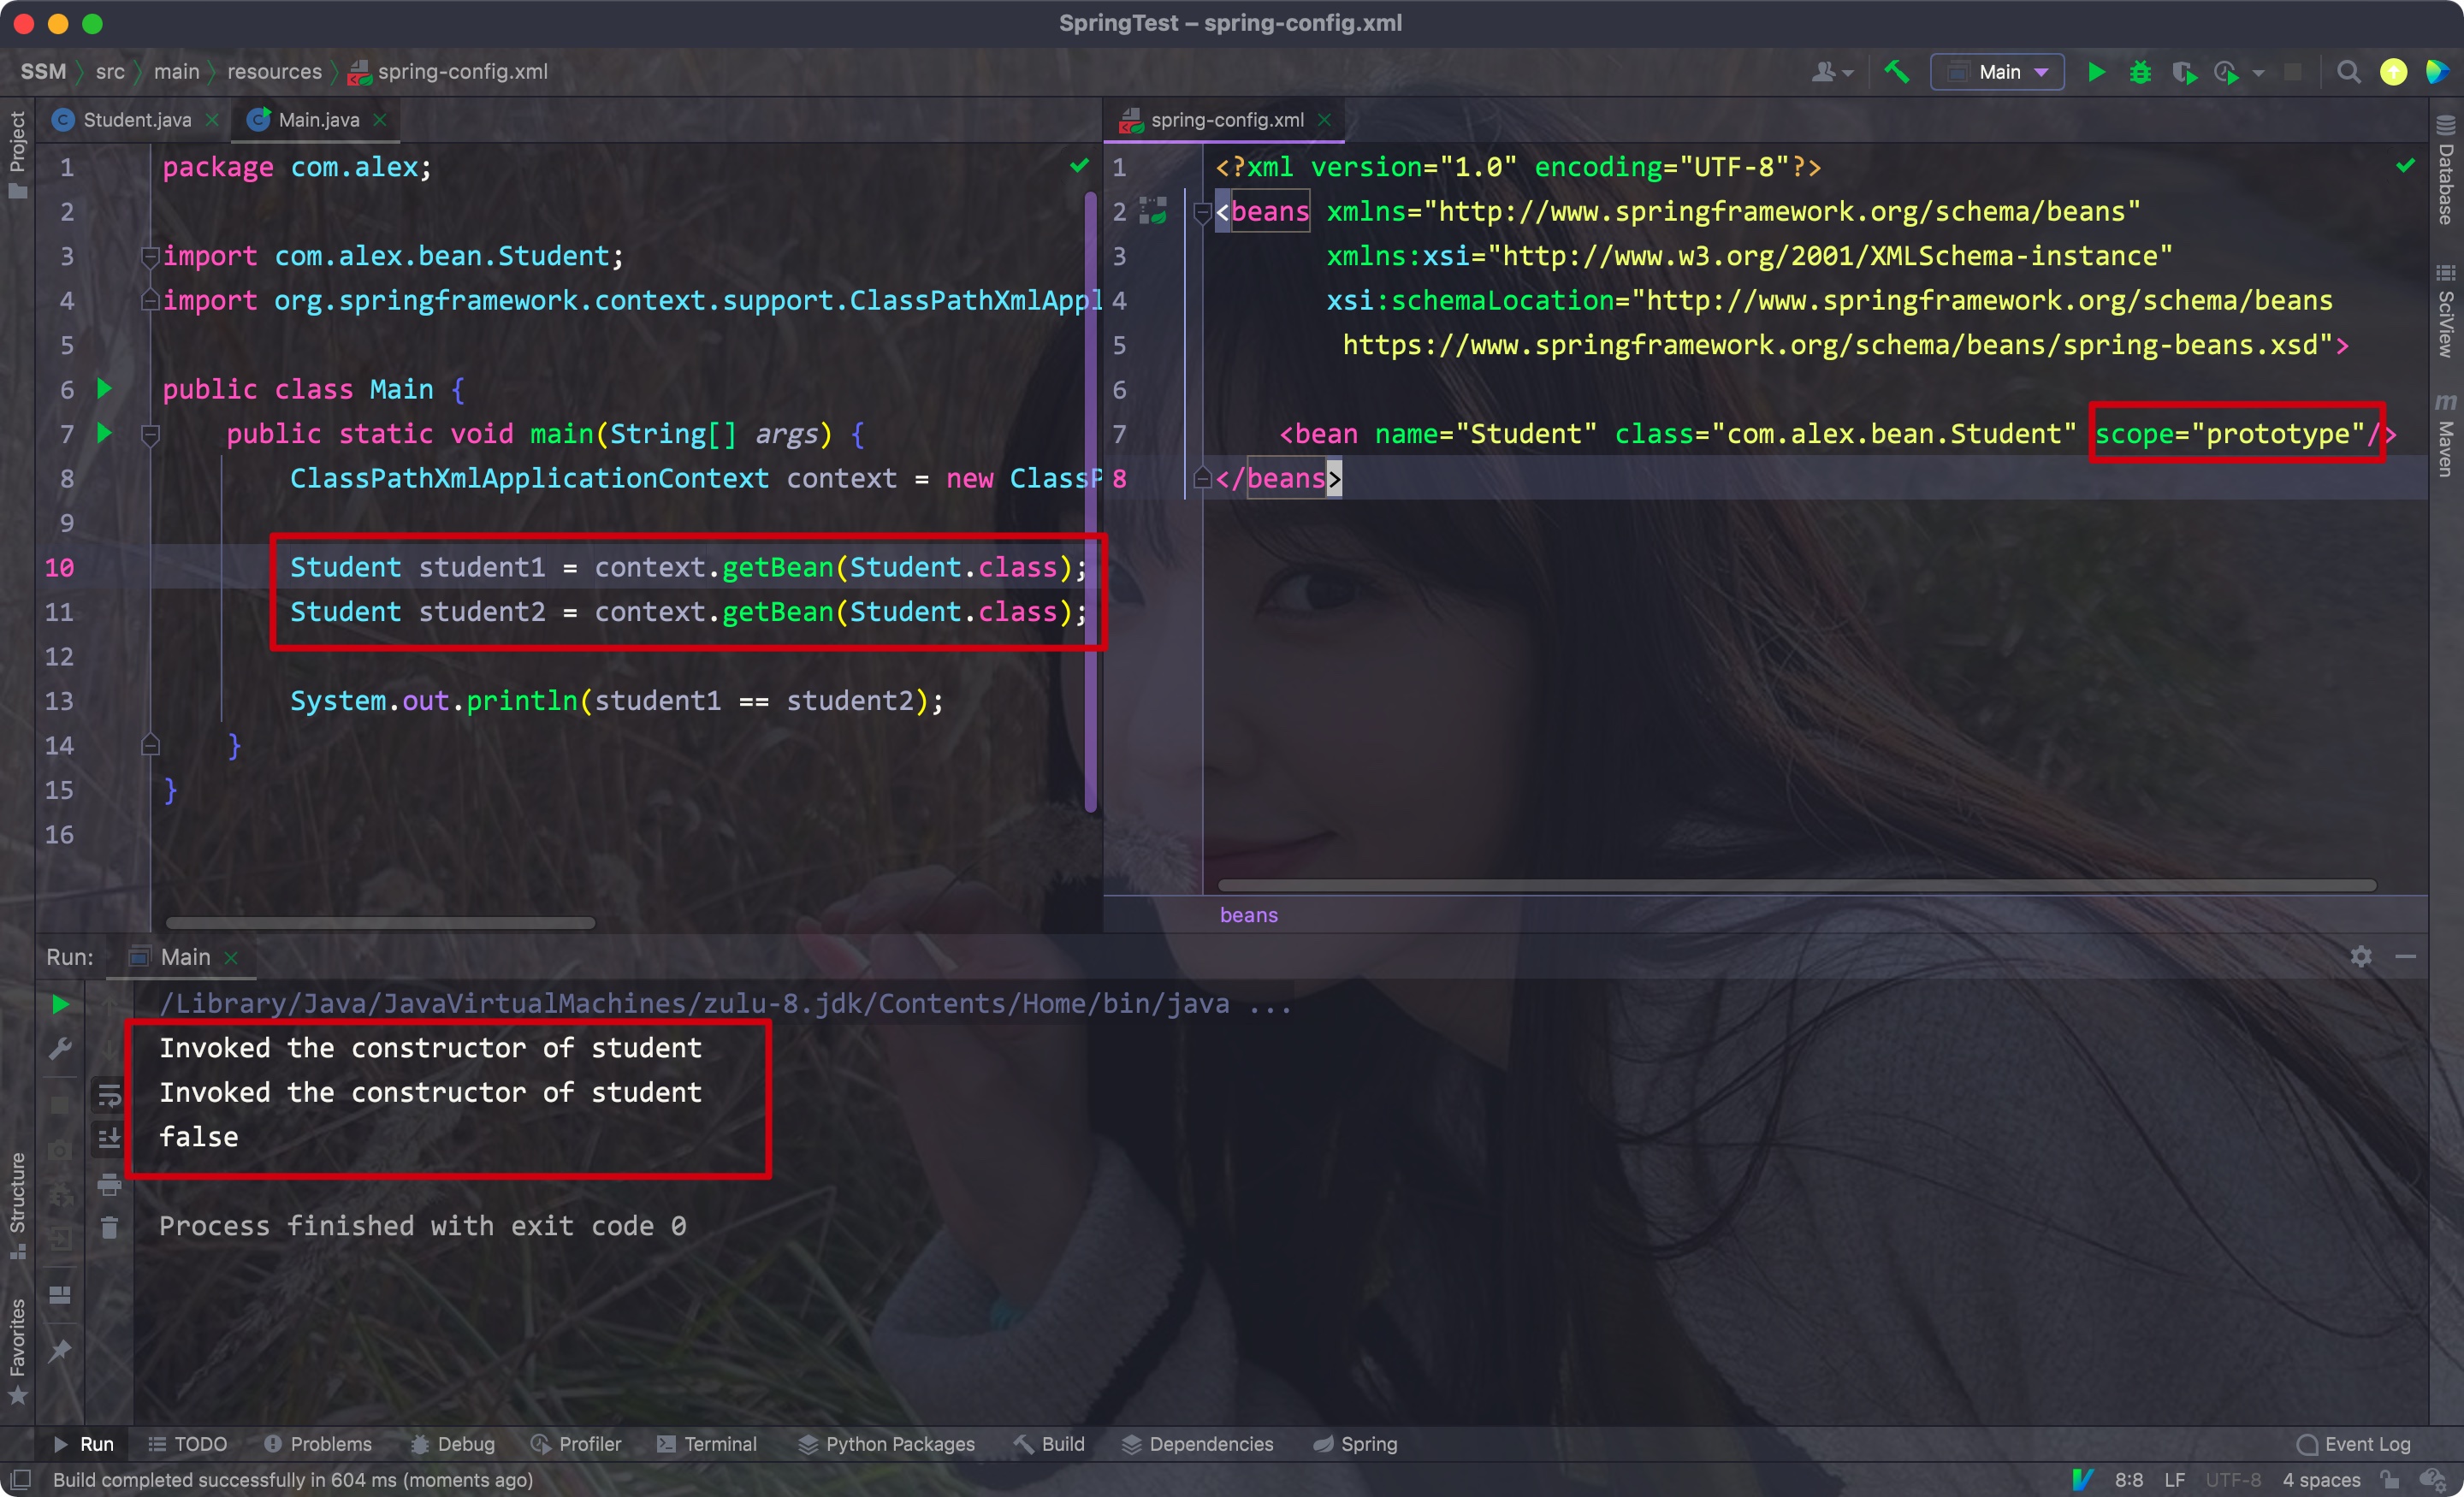 SpringTest – spring-config.xml
SSM src main resources spring-config.xml
Main
Project
Student.java
Main.java
1 package com.alex;
2
3 import com.alex.bean.Student;
4 import org.springframework.context.support.ClassPathXmlAppl
5
6 public class Main {
7 public static void main(String[] args) {
8 ClassPathXmlApplicationContext context = new ClassP
9
10 Student student1 = context.getBean(Student.class);
11 Student student2 = context.getBean(Student.class);
12
13 System.out.println(student1 == student2);
14 }
15 }
16
spring-config.xml
1 <?xml version="1.0" encoding="UTF-8"?>
2 <beans xmlns="http://www.springframework.org/schema/beans"
3 xmlns:xsi="http://www.w3.org/2001/XMLSchema-instance"
4 xsi:schemaLocation="http://www.springframework.org/schema/beans
5 https://www.springframework.org/schema/beans/spring-beans.xsd">
6
7 <bean name="Student" class="com.alex.bean.Student" scope="prototype"/>
8 </beans>
beans
Database
SciView
Maven
Run: Main
/Library/Java/JavaVirtualMachines/zulu-8.jdk/Contents/Home/bin/java ...
Invoked the constructor of student
Invoked the constructor of student
false
Process finished with exit code 0
Structure
Favorites
Run TODO Problems Debug Profiler Terminal Python Packages Build Dependencies Spring Event Log
Build completed successfully in 604 ms (moments ago) 8:8 LF UTF-8 4 spaces